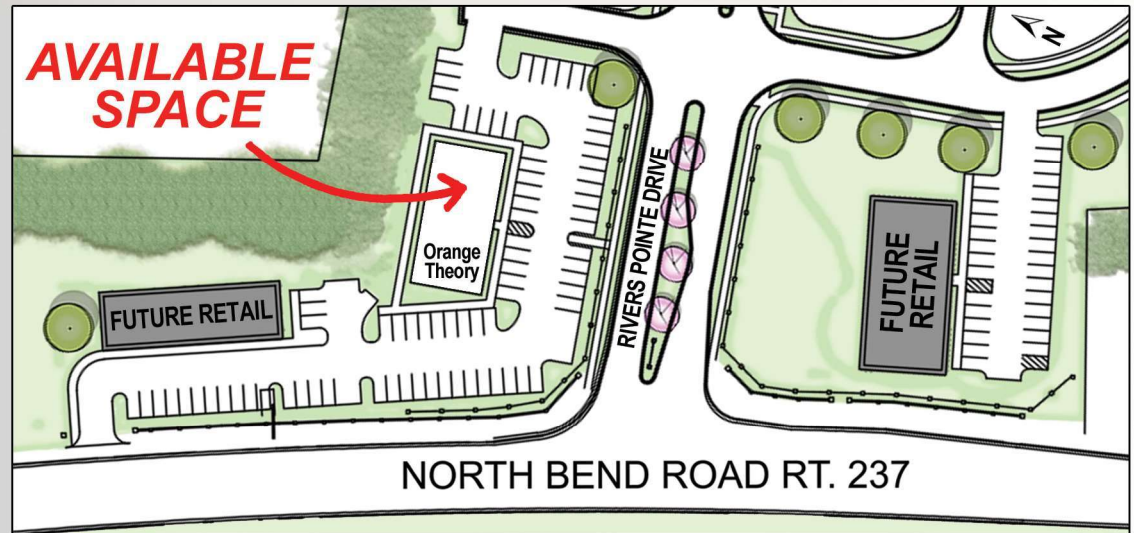 AVAILABLE
SPACE
N
RIVERS POINTE DRIVE
Orange
Theory
FUTURE RETAIL
FUTURE
RETAIL
NORTH BEND ROAD RT. 237